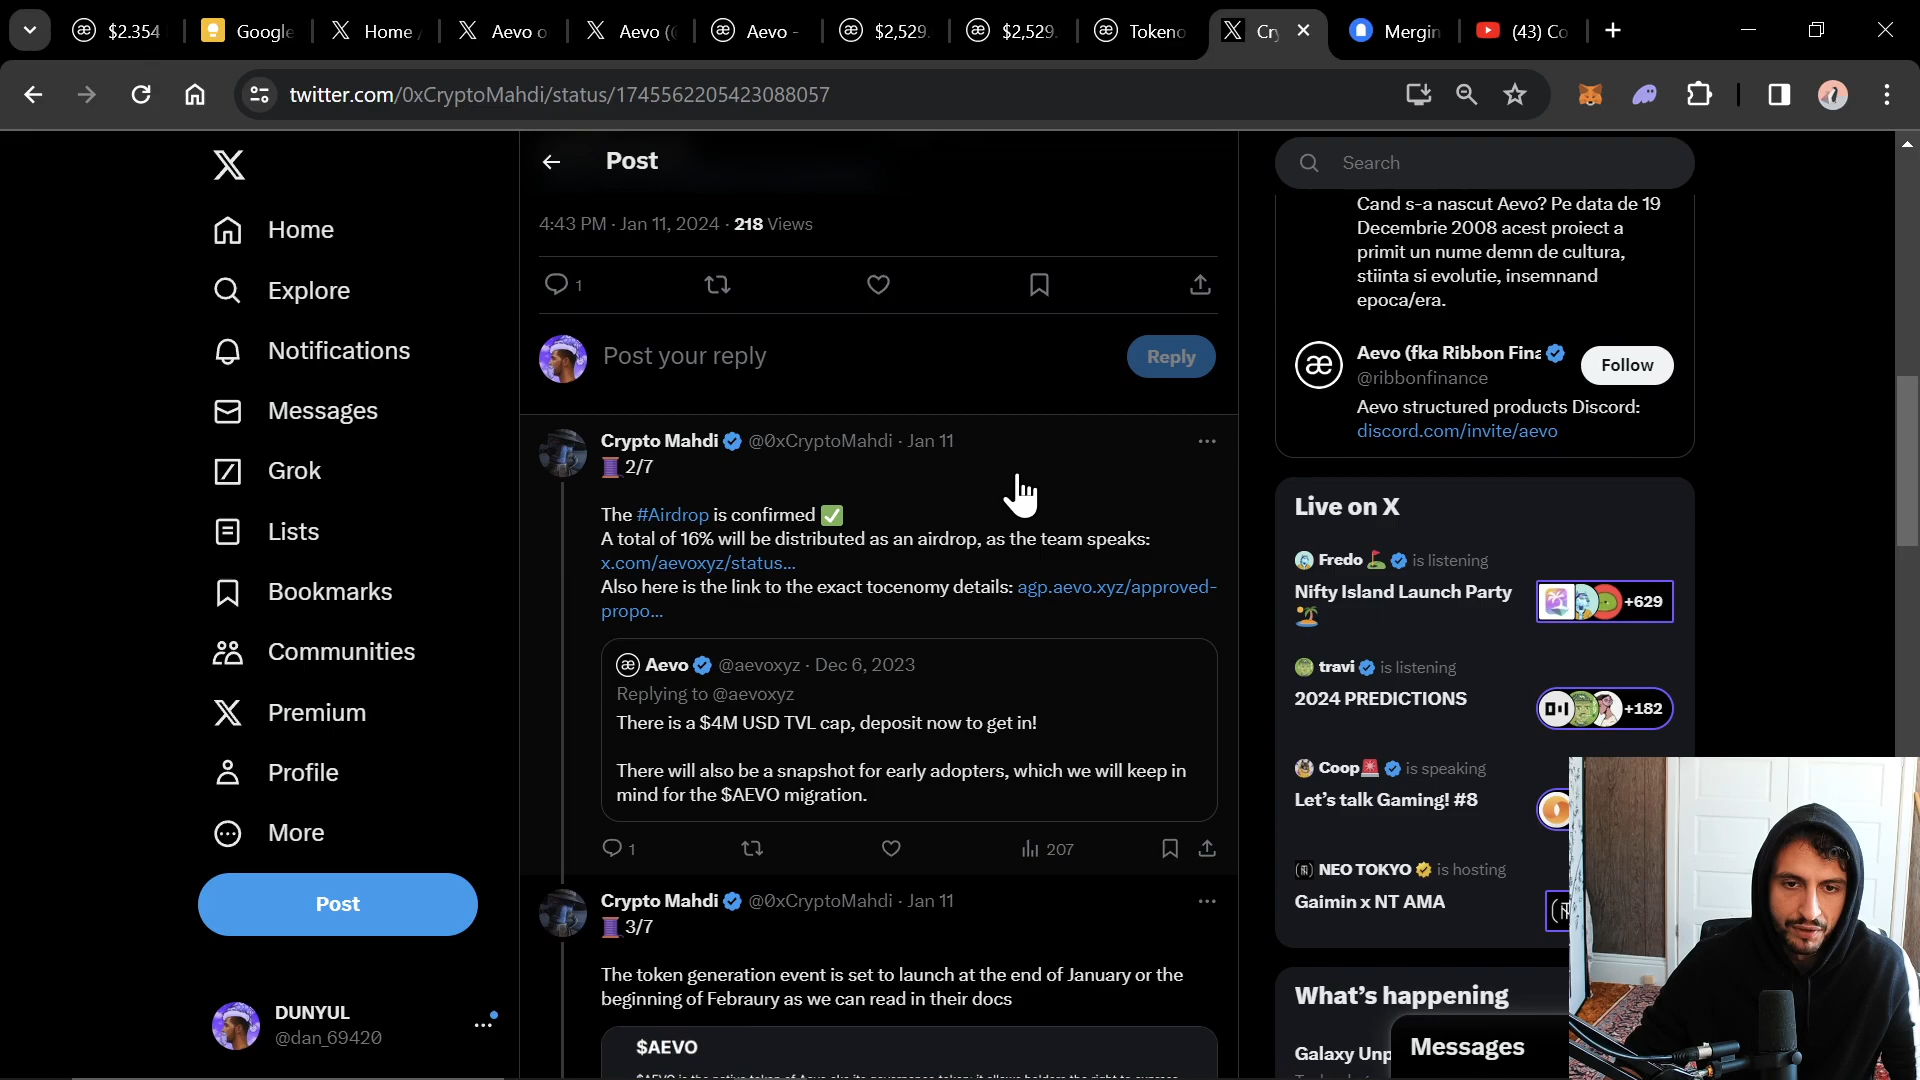 $2.354
Google
Home /
Aevo o
Aevo ((
Aevo -
$2,529.
$2,529.
Tokeno
Cry
Mergin
(43) Co
twitter.com/0xCryptoMahdi/status/1745562205423088057
Home
Explore
Notifications
Messages
Grok
Lists
Bookmarks
Communities
Premium
Profile
More
Post
DUNYUL
@dan_69420
Post
4:43 PM · Jan 11, 2024 · 218 Views
1
Post your reply
Reply
Crypto Mahdi @0xCryptoMahdi · Jan 11
2/7
The #Airdrop is confirmed
A total of 16% will be distributed as an airdrop, as the team speaks:
x.com/aevoxyz/status...
Also here is the link to the exact tocenomy details: agp.aevo.xyz/approved-
propo...
Aevo @aevoxyz · Dec 6, 2023
Replying to @aevoxyz
There is a $4M USD TVL cap, deposit now to get in!
There will also be a snapshot for early adopters, which we will keep in
mind for the $AEVO migration.
1
207
Crypto Mahdi @0xCryptoMahdi · Jan 11
3/7
The token generation event is set to launch at the end of January or the
beginning of Febraury as we can read in their docs
$AEVO
Search
Cand s-a nascut Aevo? Pe data de 19
Decembrie 2008 acest proiect a
primit un nume demn de cultura,
stiinta si evolutie, insemnand
epoca/era.
Aevo (fka Ribbon Fina
@ribbonfinance
Follow
Aevo structured products Discord:
discord.com/invite/aevo
Live on X
Fredo is listening
Nifty Island Launch Party
+629
travi is listening
2024 PREDICTIONS
+182
Coop is speaking
Let's talk Gaming! #8
NEO TOKYO is hosting
Gaimin x NT AMA
What's happening
Galaxy Unp
Messages